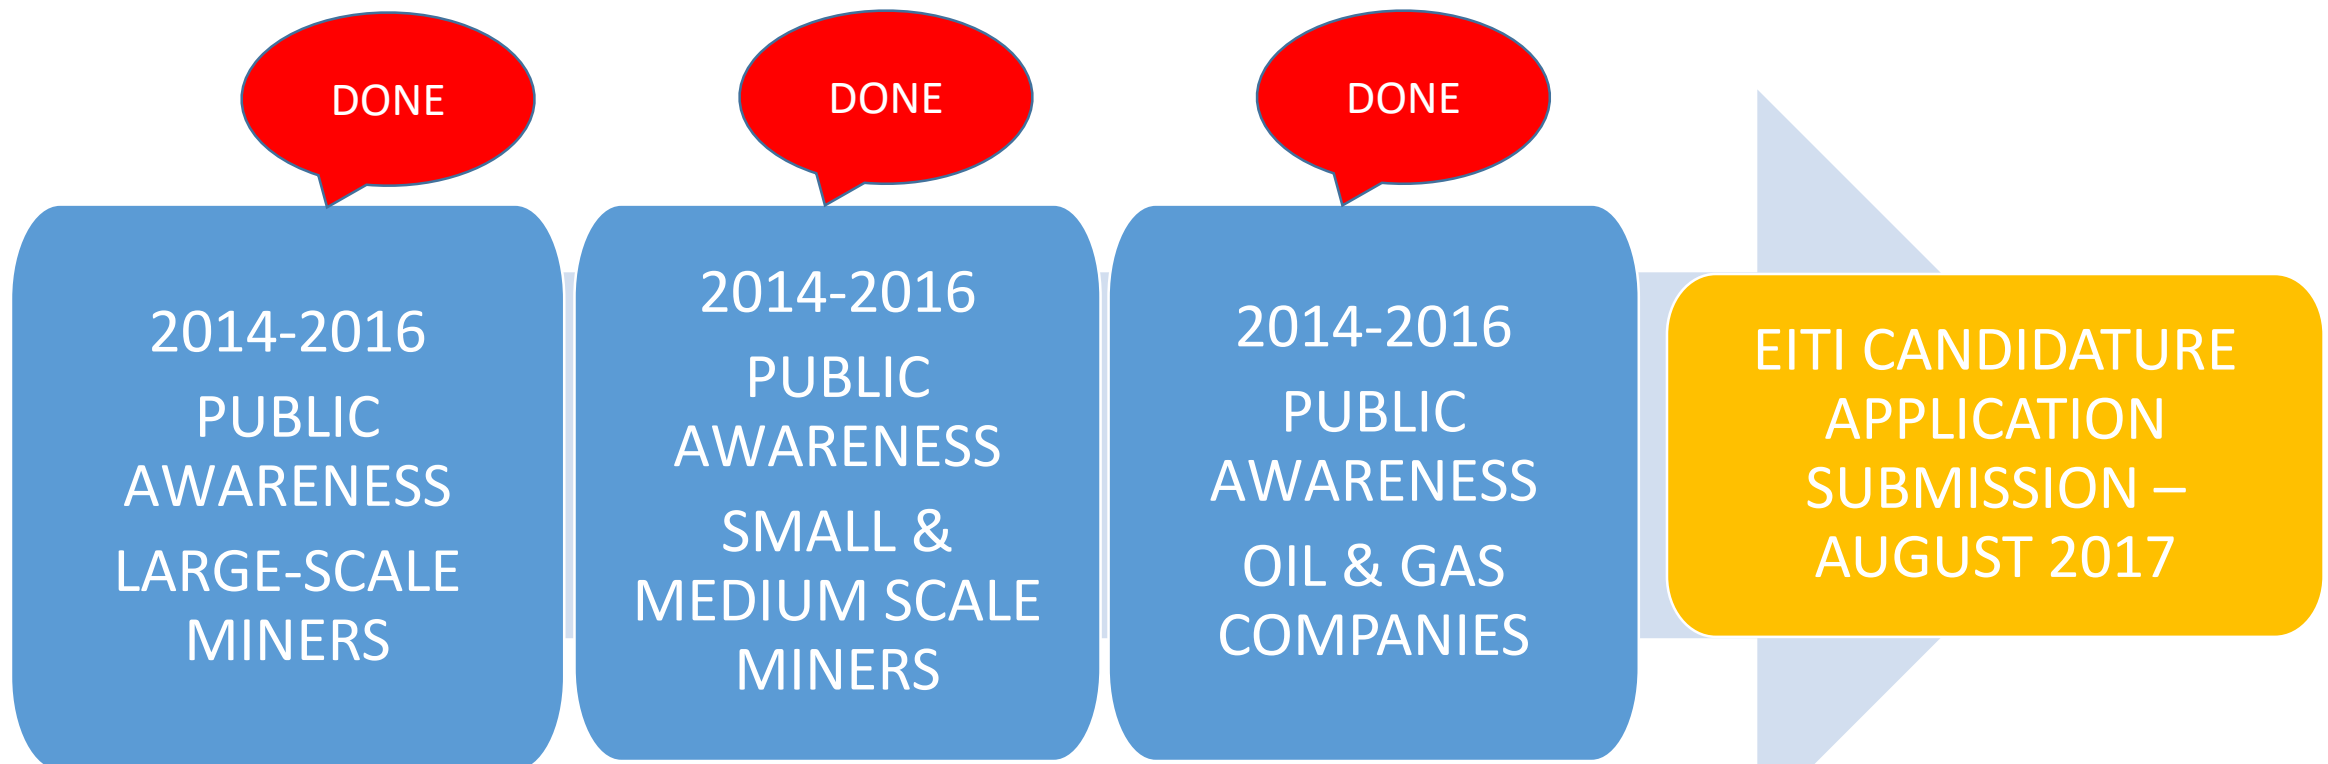 DONE
DONE
DONE
2014-2016
PUBLIC
AWARENESS
LARGE-SCALE
MINERS
2014-2016
PUBLIC
AWARENESS
SMALL &
MEDIUM SCALE
MINERS
2014-2016
PUBLIC
AWARENESS
OIL & GAS
COMPANIES
EITI CANDIDATURE
APPLICATION
SUBMISSION –
AUGUST 2017